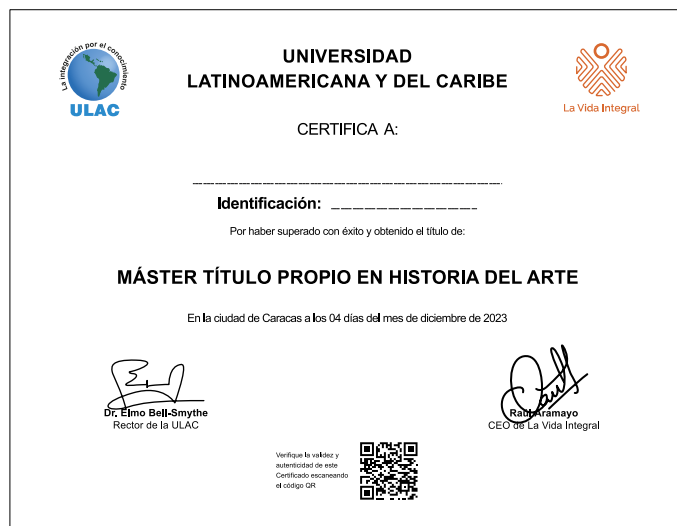 La integración por el conocimiento
ULAC
UNIVERSIDAD
LATINOAMERICANA Y DEL CARIBE
La Vida Integral
CERTIFICA A:
Identificación:
Por haber superado con éxito y obtenido el título de:
MÁSTER TÍTULO PROPIO EN HISTORIA DEL ARTE
En la ciudad de Caracas a los 04 días del mes de diciembre de 2023
Dr. Elmo Bell-Smythe
Rector de la ULAC
Raúl Aramayo
CEO de La Vida Integral
Verifique la validez y
autenticidad de este
Certificado escaneando
el código QR